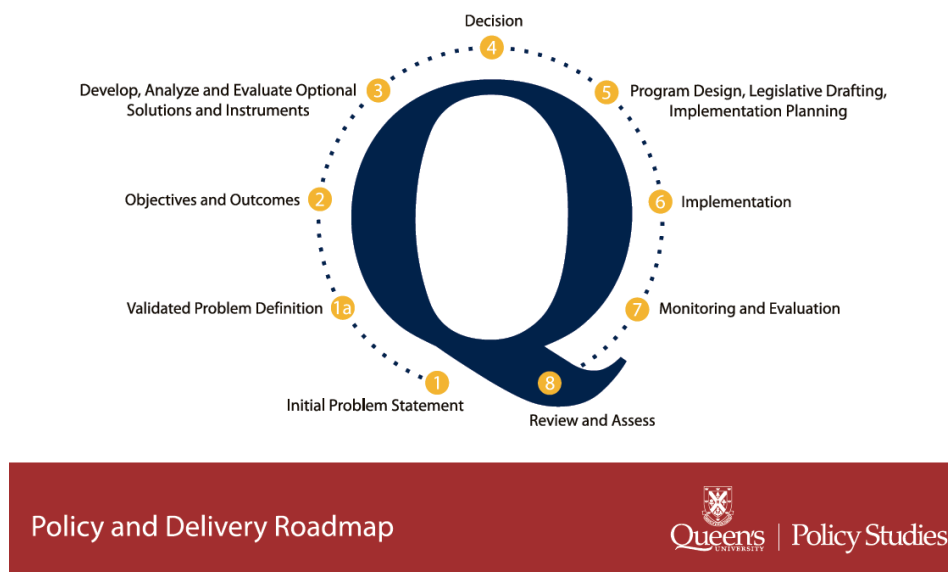 Decision
4
3
Develop, Analyze and Evaluate Optional
Solutions and Instruments
5
Program Design, Legislative Drafting,
Implementation Planning
Objectives and Outcomes
2
6
Implementation
Validated Problem Definition
1a
7
Monitoring and Evaluation
1
Initial Problem Statement
8
Review and Assess
Q
Policy and Delivery Roadmap
Queen's
UNIVERSITY
Policy Studies